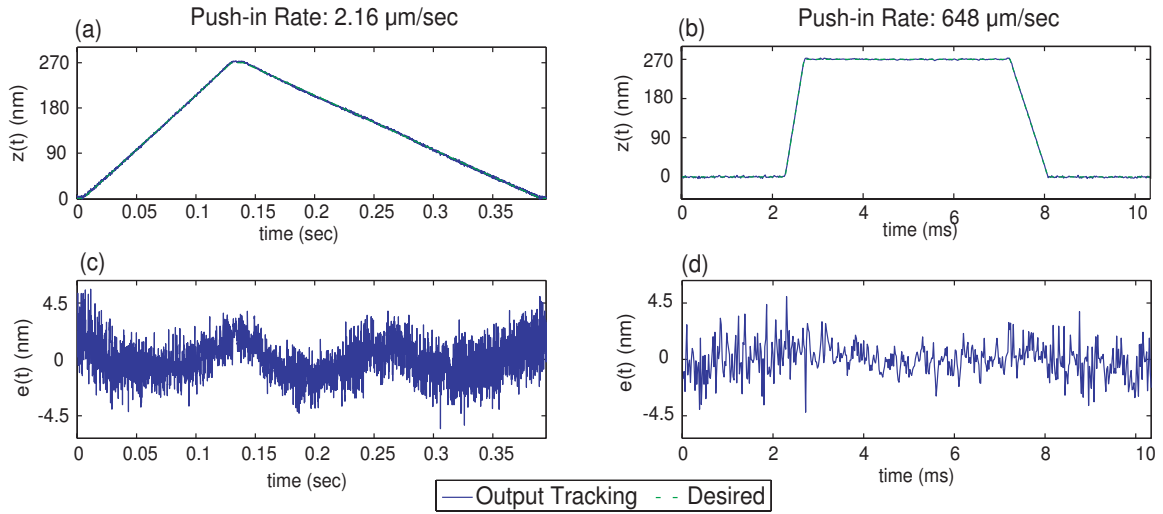 Push-in Rate: 2.16 µm/sec
(a)
z(t) (nm)
270
180
90
0
0 0.05 0.1 0.15 0.2 0.25 0.3 0.35
time (sec)
Push-in Rate: 648 µm/sec
(b)
z(t) (nm)
270
180
90
0
0 2 4 6 8 10
time (ms)
(c)
e(t) (nm)
4.5
0
-4.5
0 0.05 0.1 0.15 0.2 0.25 0.3 0.35
time (sec)
(d)
e(t) (nm)
4.5
0
-4.5
0 2 4 6 8 10
time (ms)
Output Tracking Desired